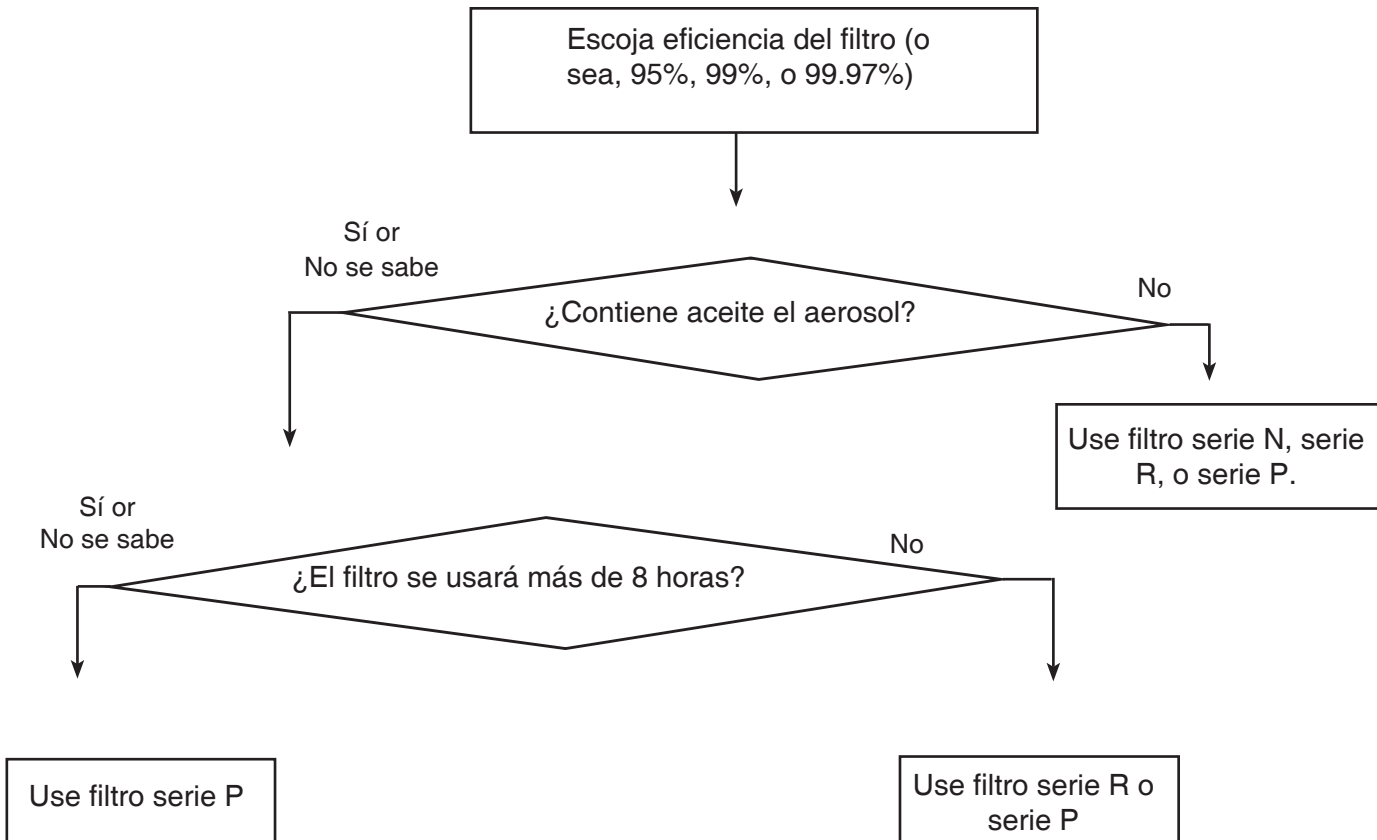 Escoja eficiencia del filtro (o
sea, 95%, 99%, o 99.97%)
Sí or
No se sabe
¿Contiene aceite el aerosol?
No
Use filtro serie N, serie
R, o serie P.
Sí or
No se sabe
¿El filtro se usará más de 8 horas?
No
Use filtro serie P
Use filtro serie R o
serie P